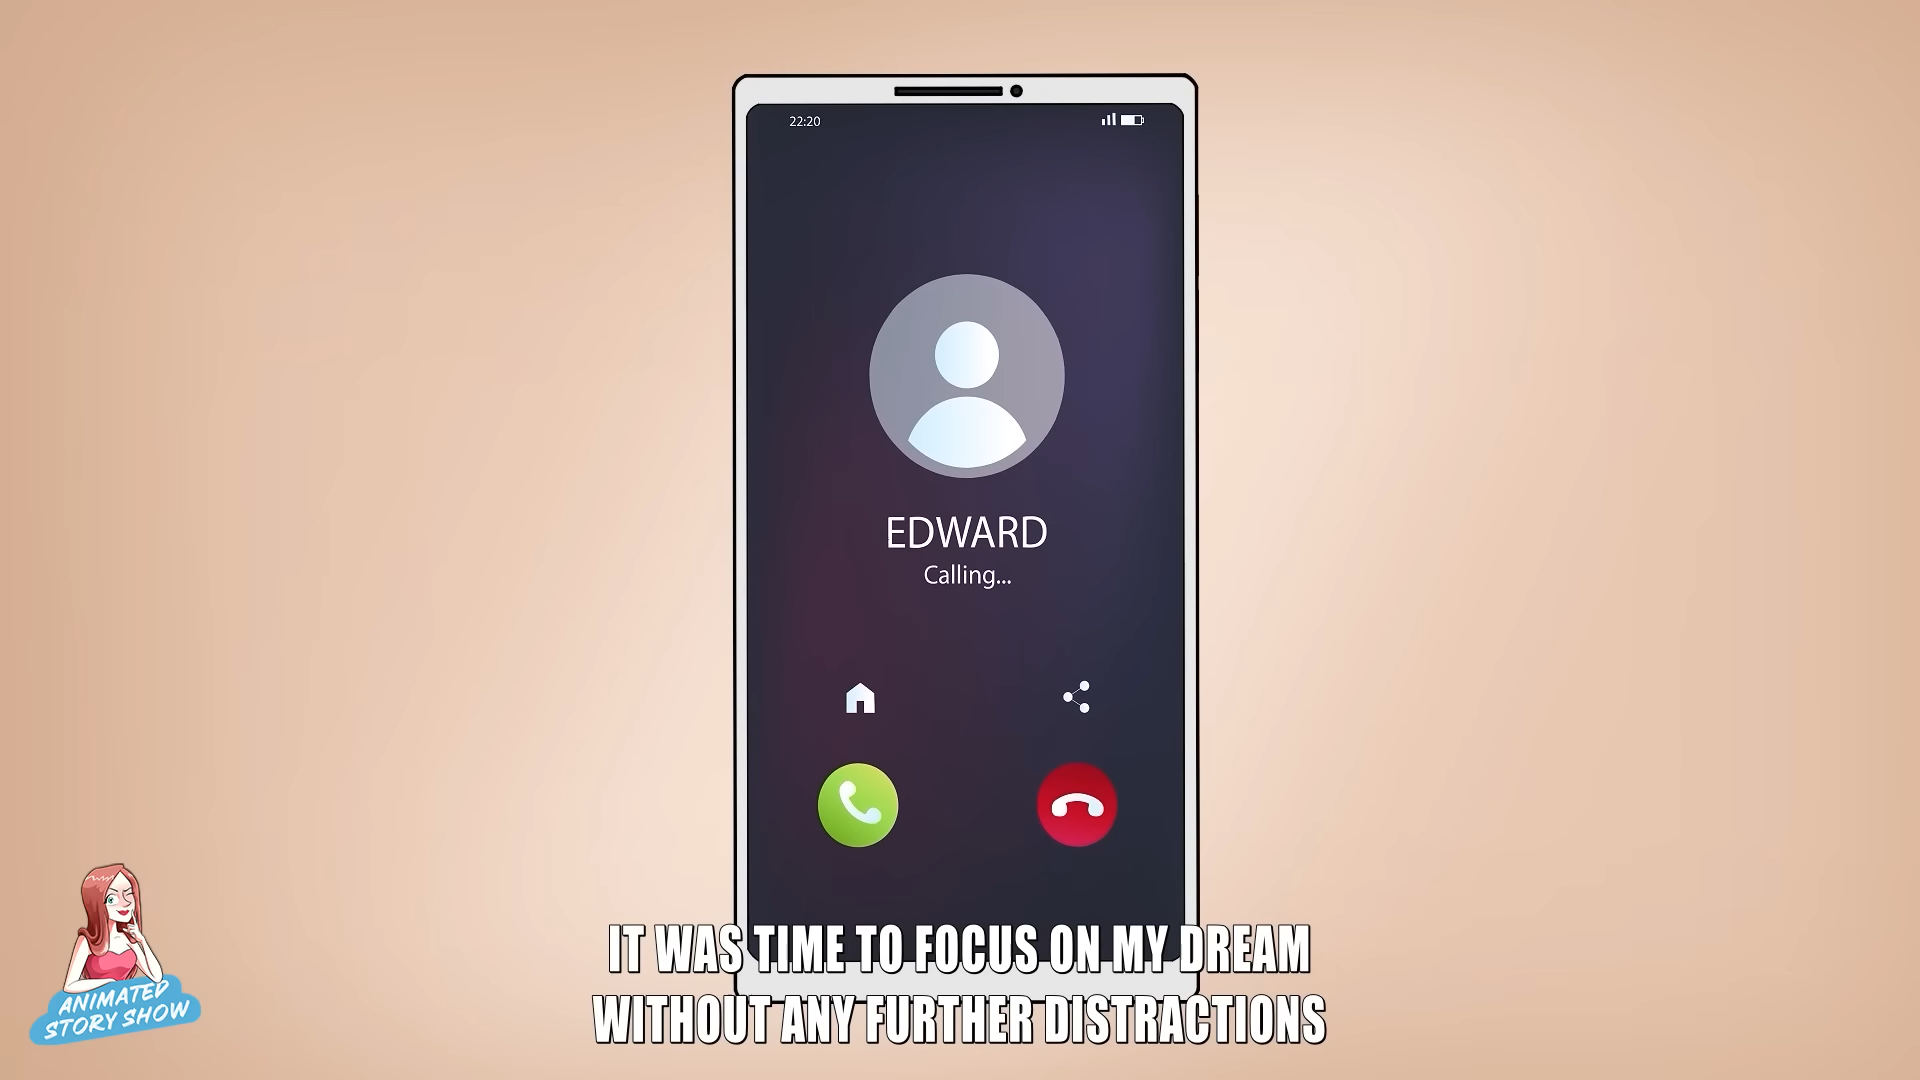 22:20
EDWARD
Calling...
IT WAS TIME TO FOCUS ON MY DREAM
WITHOUT ANY FURTHER DISTRACTIONS
ANIMATED
STORY SHOW